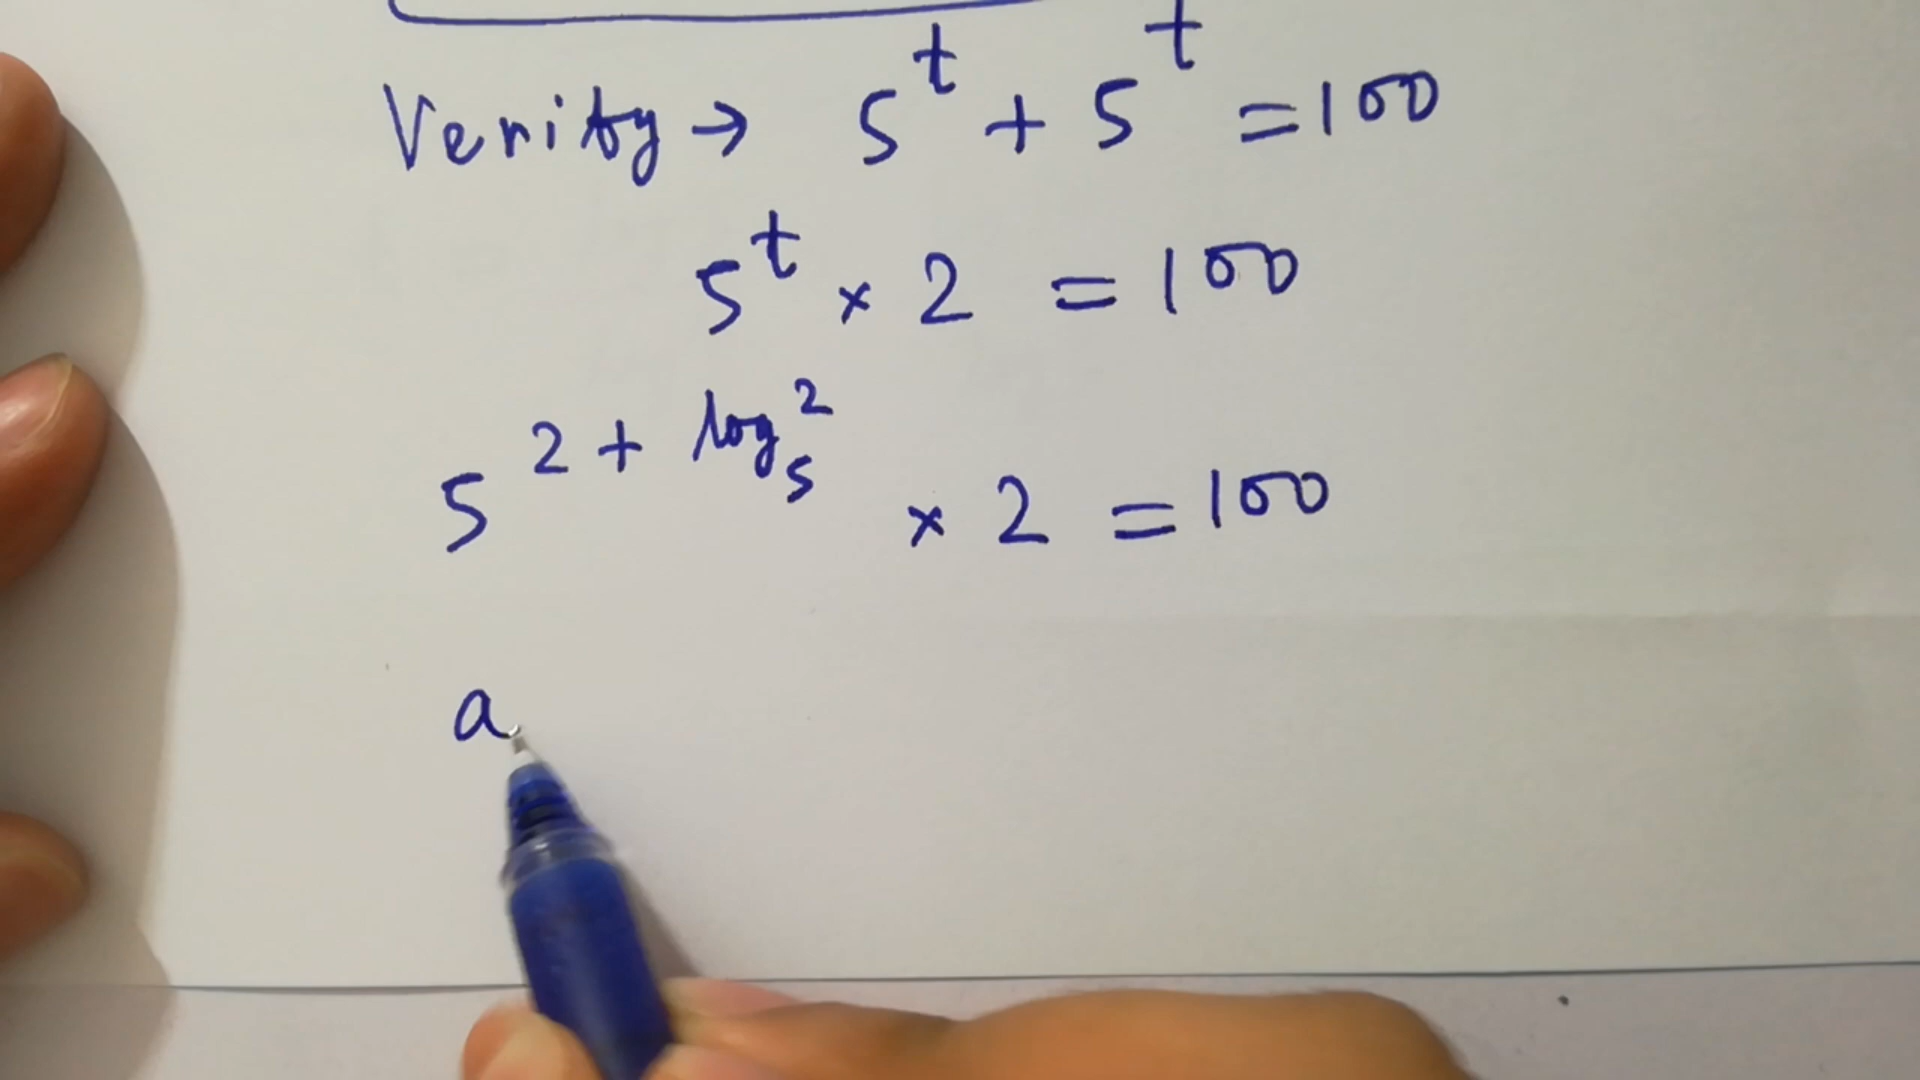 Verify → 5^t + 5^t = 100
5^t × 2 = 100
5^{2 + log_5^2} × 2 = 100
a